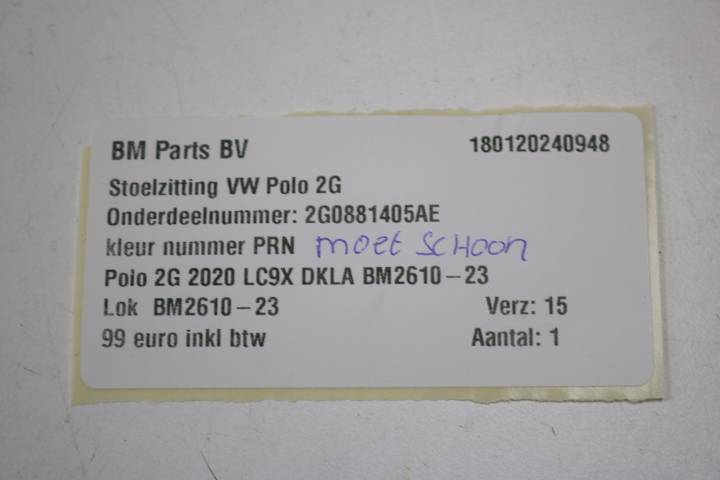 BM Parts BV 180120240948
Stoelzitting VW Polo 2G
Onderdeelnummer: 2G0881405AE
kleur nummer PRN moet SCHOON
Polo 2G 2020 LC9X DKLA BM2610-23
Lok BM2610-23 Verz: 15
99 euro inkl btw Aantal: 1